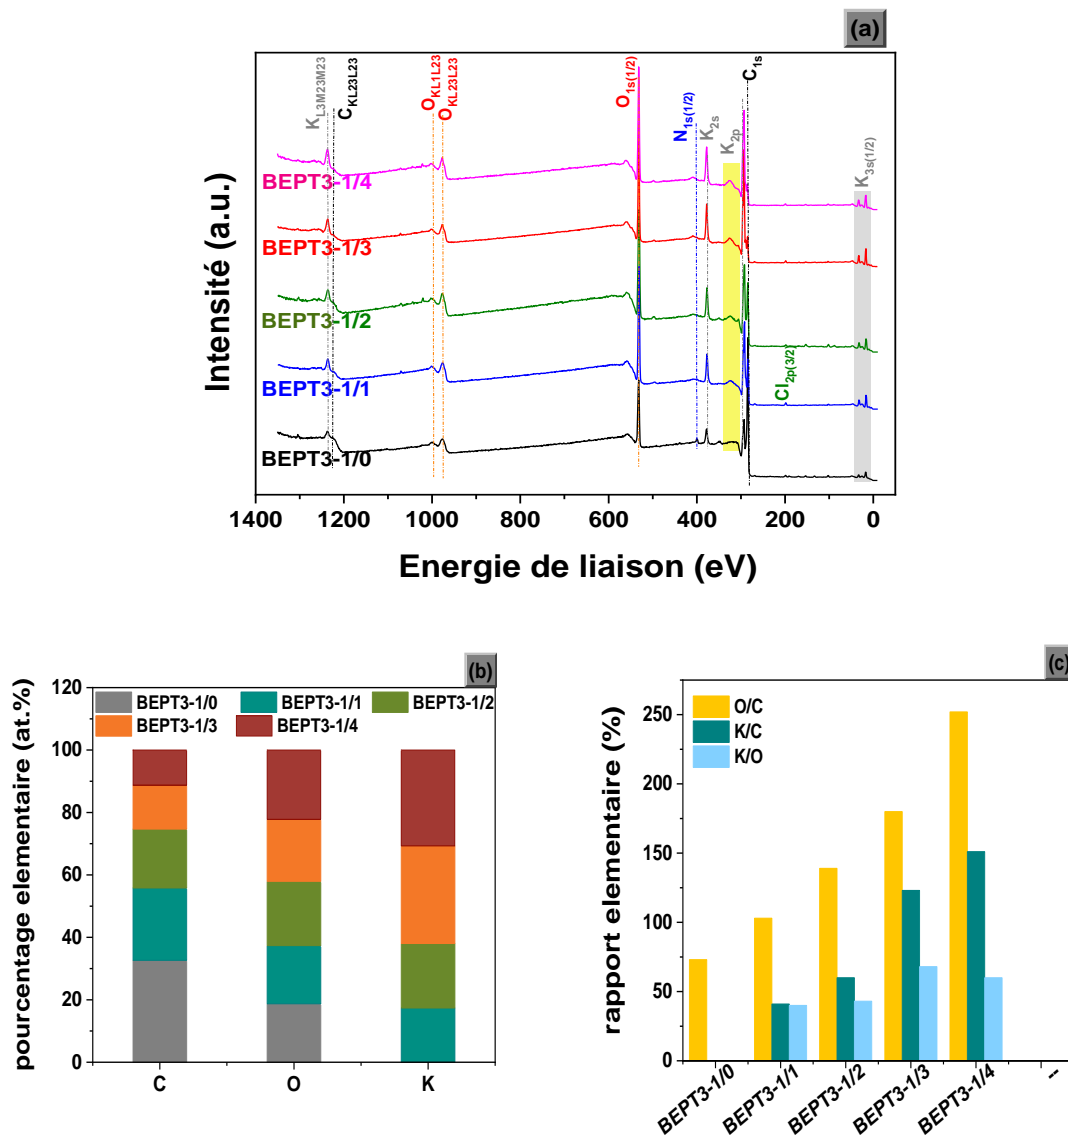 (a)
K_L3M23M23
C_KL23L23
O_KL1L23
O_KL23L23
O_1s(1/2)
N_1s(1/2)
K_2s
K_2p
C_1s
K_3s(1/2)
Cl_2p(3/2)
BEPT3-1/4
BEPT3-1/3
BEPT3-1/2
BEPT3-1/1
BEPT3-1/0
Intensité (a.u.)
1400 1200 1000 800 600 400 200 0
Energie de liaison (eV)
(b)
pourcentage elementaire (at.%)
120
100
80
60
40
20
0
BEPT3-1/0 BEPT3-1/1 BEPT3-1/2
BEPT3-1/3 BEPT3-1/4
C O K
(c)
rapport elementaire (%)
250
200
150
100
50
0
O/C
K/C
K/O
BEPT3-1/0 BEPT3-1/1 BEPT3-1/2 BEPT3-1/3 BEPT3-1/4 --